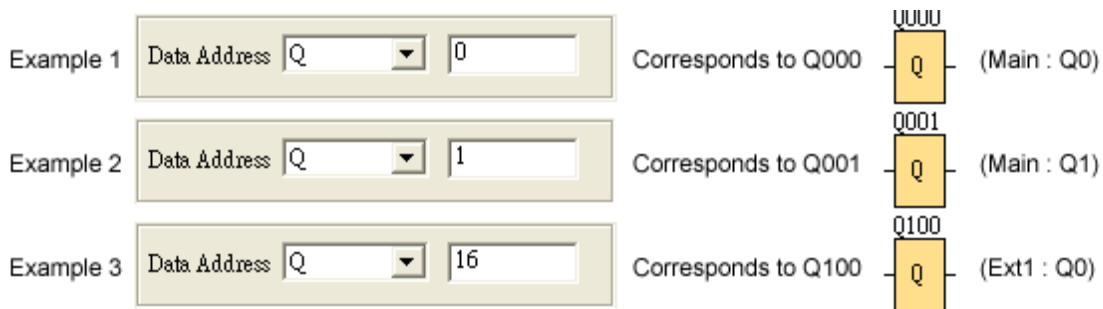 Q000
Example 1 Data Address Q 0 Corresponds to Q000 Q (Main : Q0)
Q001
Example 2 Data Address Q 1 Corresponds to Q001 Q (Main : Q1)
Q100
Example 3 Data Address Q 16 Corresponds to Q100 Q (Ext1 : Q0)